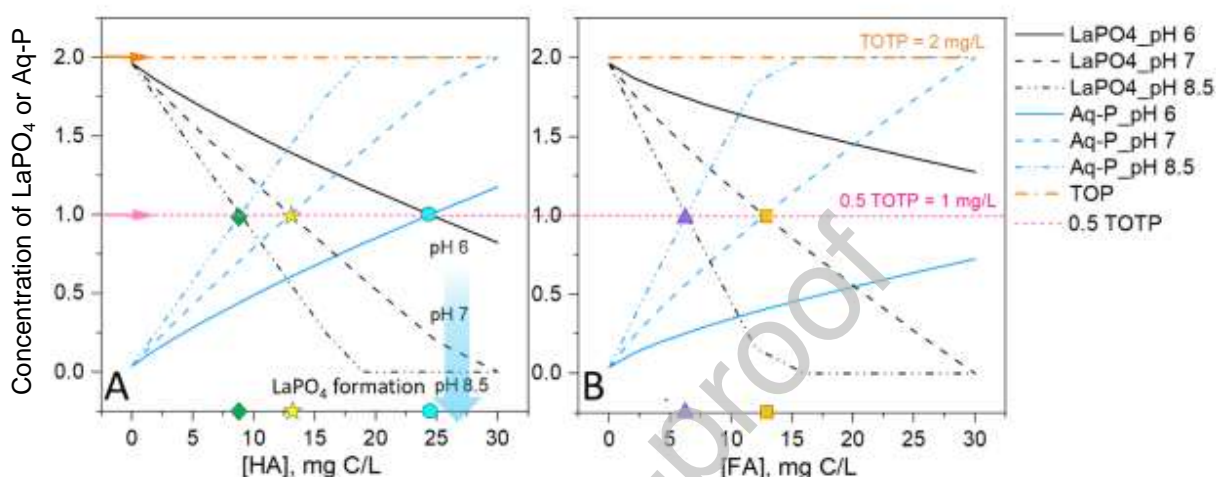 Concentration of LaPO₄ or Aq-P
2.0
1.5
1.0
0.5
0.0
A
pH 6
pH 7
pH 8.5
LaPO₄ formation
0 5 10 15 20 25 30
[HA], mg C/L
TOTP = 2 mg/L
2.0
1.5
0.5 TOTP = 1 mg/L
1.0
0.5
0.0
B
0 5 10 15 20 25 30
[FA], mg C/L
LaPO4_pH 6
LaPO4_pH 7
LaPO4_pH 8.5
Aq-P_pH 6
Aq-P_pH 7
Aq-P_pH 8.5
TOP
0.5 TOTP